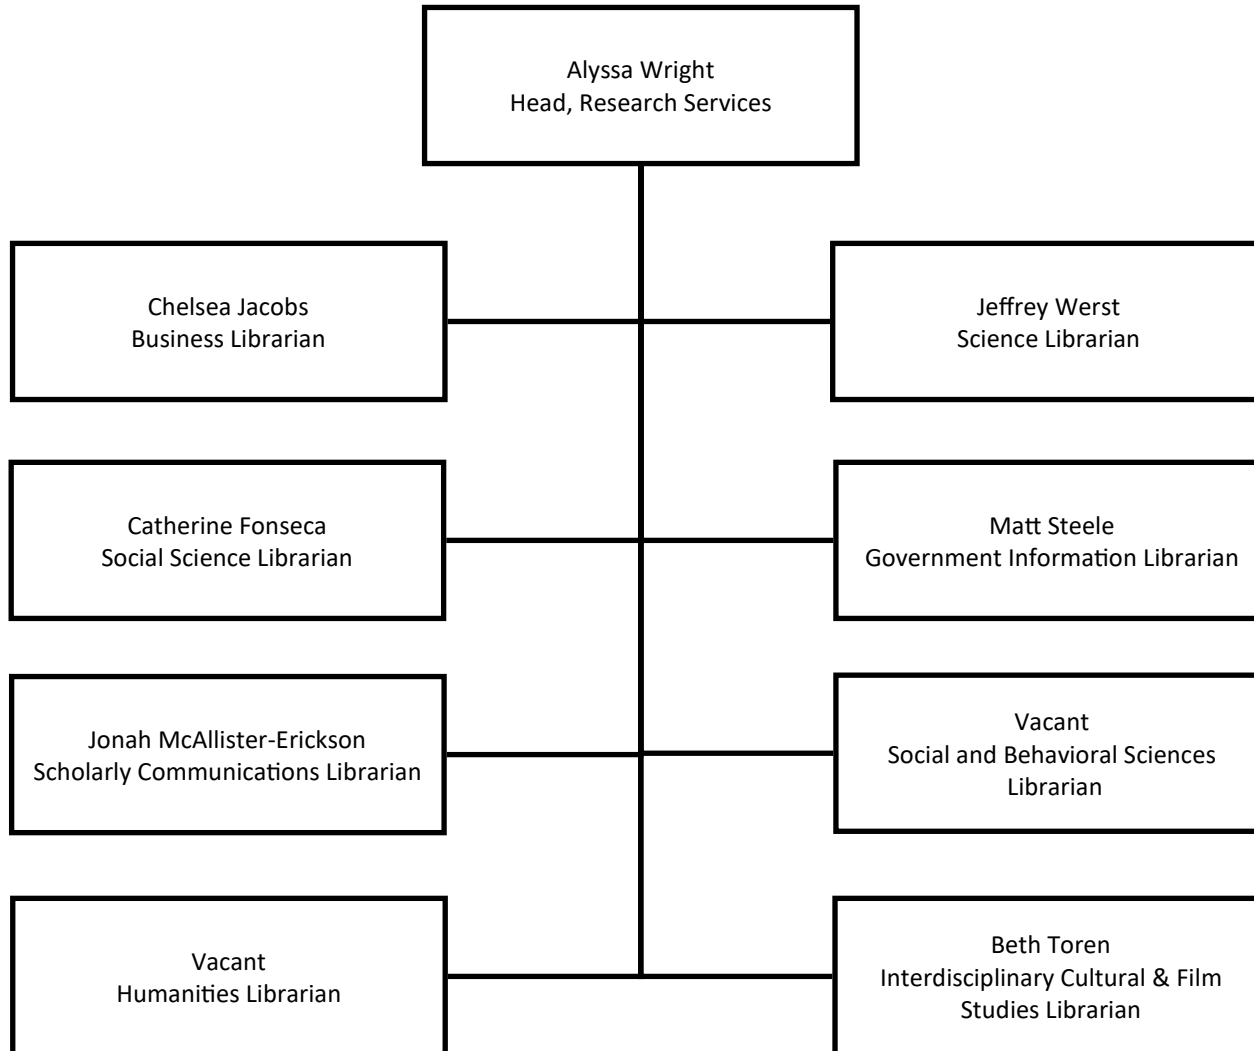 Alyssa Wright
Head, Research Services
Chelsea Jacobs
Business Librarian
Jeffrey Werst
Science Librarian
Catherine Fonseca
Social Science Librarian
Matt Steele
Government Information Librarian
Jonah McAllister-Erickson
Scholarly Communications Librarian
Vacant
Social and Behavioral Sciences
Librarian
Vacant
Humanities Librarian
Beth Toren
Interdisciplinary Cultural & Film
Studies Librarian